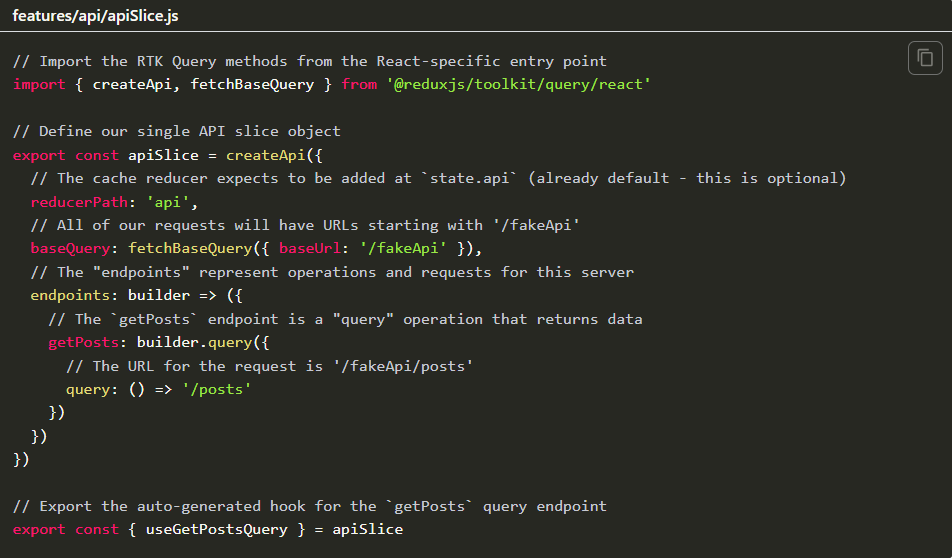 features/api/apiSlice.js
// Import the RTK Query methods from the React-specific entry point
import { createApi, fetchBaseQuery } from '@reduxjs/toolkit/query/react'

// Define our single API slice object
export const apiSlice = createApi({
  // The cache reducer expects to be added at `state.api` (already default - this is optional)
  reducerPath: 'api',
  // All of our requests will have URLs starting with '/fakeApi'
  baseQuery: fetchBaseQuery({ baseUrl: '/fakeApi' }),
  // The "endpoints" represent operations and requests for this server
  endpoints: builder => ({
    // The `getPosts` endpoint is a "query" operation that returns data
    getPosts: builder.query({
      // The URL for the request is '/fakeApi/posts'
      query: () => '/posts'
    })
  })
})

// Export the auto-generated hook for the `getPosts` query endpoint
export const { useGetPostsQuery } = apiSlice